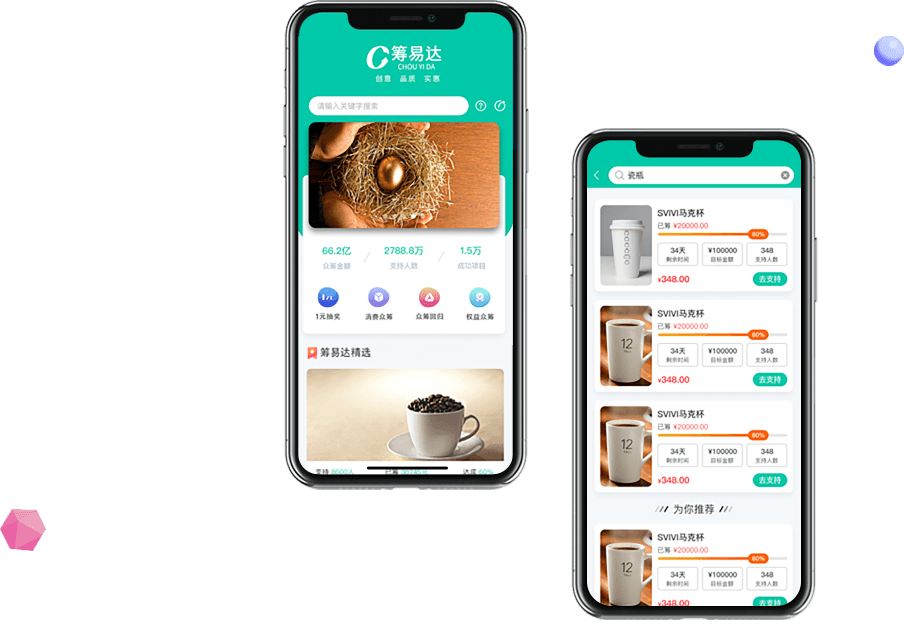 筹易达
CHOU YI DA
创意 品质 实惠
请输入关键字搜索
66.2亿 2788.8万 1.5万
众筹金额 支持人数 成功项目
1元抽奖 消费众筹 众筹回归 权益众筹
筹易达精选
支持 8600人 已筹 38745元 达成 60%
瓷瓶
SVIVI马克杯
已筹 ¥20000.00
80%
34天 ¥100000 348
剩余时间 目标金额 支持人数
¥348.00 去支持
SVIVI马克杯
已筹 ¥20000.00
80%
12
34天 ¥100000 348
剩余时间 目标金额 支持人数
¥348.00 去支持
SVIVI马克杯
已筹 ¥20000.00
80%
12
34天 ¥100000 348
剩余时间 目标金额 支持人数
¥348.00 去支持
为你推荐
SVIVI马克杯
已筹 ¥20000.00
80%
12
34天 ¥100000 348
剩余时间 目标金额 支持人数
¥348.00 去支持